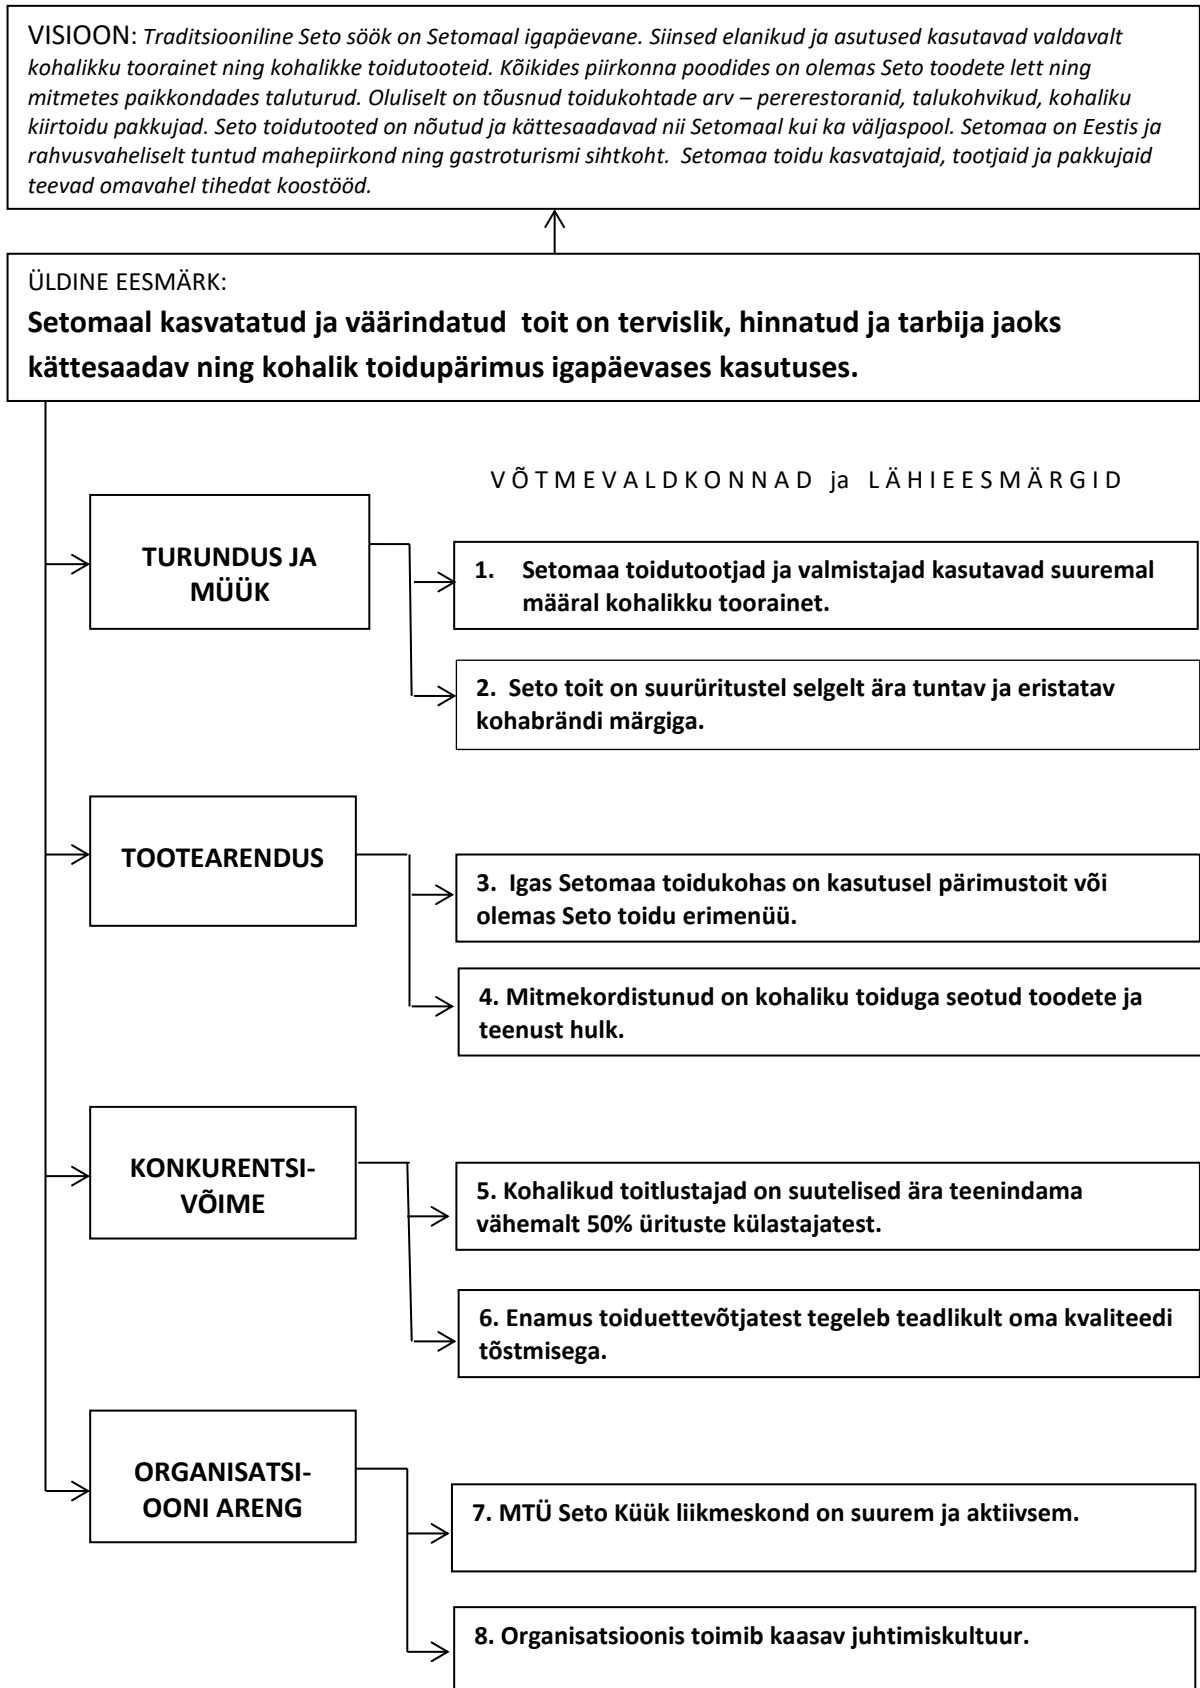 VISIOON: Traditsiooniline Seto söök on Setomaal igapäevane. Siinsed elanikud ja asutused kasutavad valdavalt
kohalikku toorainet ning kohalikke toidutooteid. Kõikides piirkonna poodides on olemas Seto toodete lett ning
mitmetes paikkondades taluturud. Oluliselt on tõusnud toidukohtade arv – pererestoranid, talukohvikud, kohaliku
kiirtoidu pakkujad. Seto toidutooted on nõutud ja kättesaadavad nii Setomaal kui ka väljaspool. Setomaa on Eestis ja
rahvusvaheliselt tuntud mahepiirkond ning gastroturismi sihtkoht. Setomaa toidu kasvatajaid, tootjaid ja pakkujaid
teevad omavahel tihedat koostööd.
ÜLDINE EESMÄRK:
Setomaal kasvatatud ja väärindatud toit on tervislik, hinnatud ja tarbija jaoks
kättesaadav ning kohalik toidupärimus igapäevases kasutuses.
VÕTMEVALDKONNAD ja LÄHIEESMÄRGID
TURUNDUS JA
MÜÜK
1. Setomaa toidutootjad ja valmistajad kasutavad suuremal
määral kohalikku toorainet.
2. Seto toit on suurüritustel selgelt ära tuntav ja eristatav
kohabrändi märgiga.
TOOTEARENDUS
3. Igas Setomaa toidukohas on kasutusel pärimustoit või
olemas Seto toidu erimenüü.
4. Mitmekordistunud on kohaliku toiduga seotud toodete ja
teenust hulk.
KONKURENTSI-
VÕIME
5. Kohalikud toitlustajad on suutelised ära teenindama
vähemalt 50% ürituste külastajatest.
6. Enamus toiduettevõtjatest tegeleb teadlikult oma kvaliteedi
tõstmisega.
ORGANISATSI-
OONI ARENG
7. MTÜ Seto Küük liikmeskond on suurem ja aktiivsem.
8. Organisatsioonis toimib kaasav juhtimiskultuur.